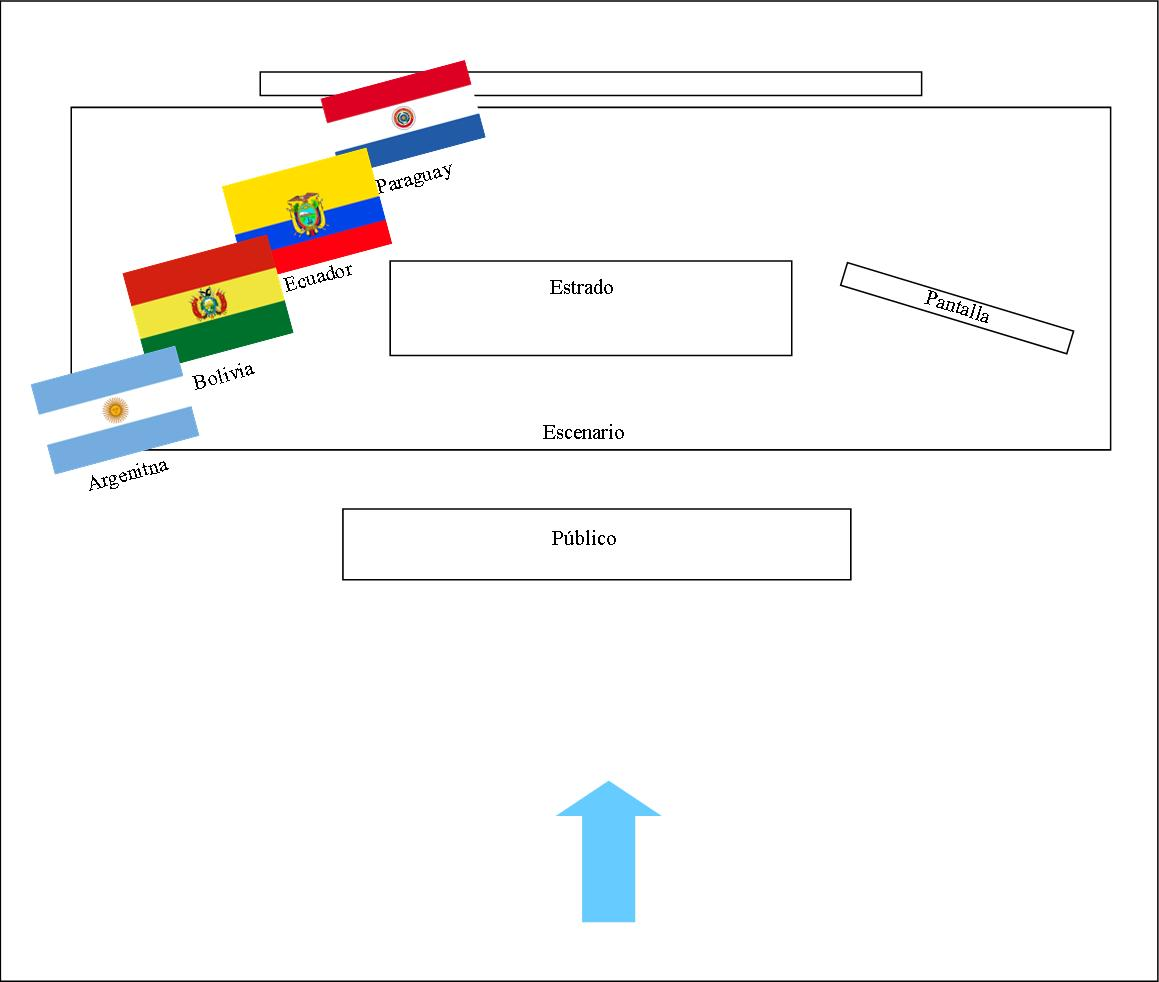 Paraguay
Ecuador
Estrado
Pantalla
Bolivia
Escenario
Argenitna
Público